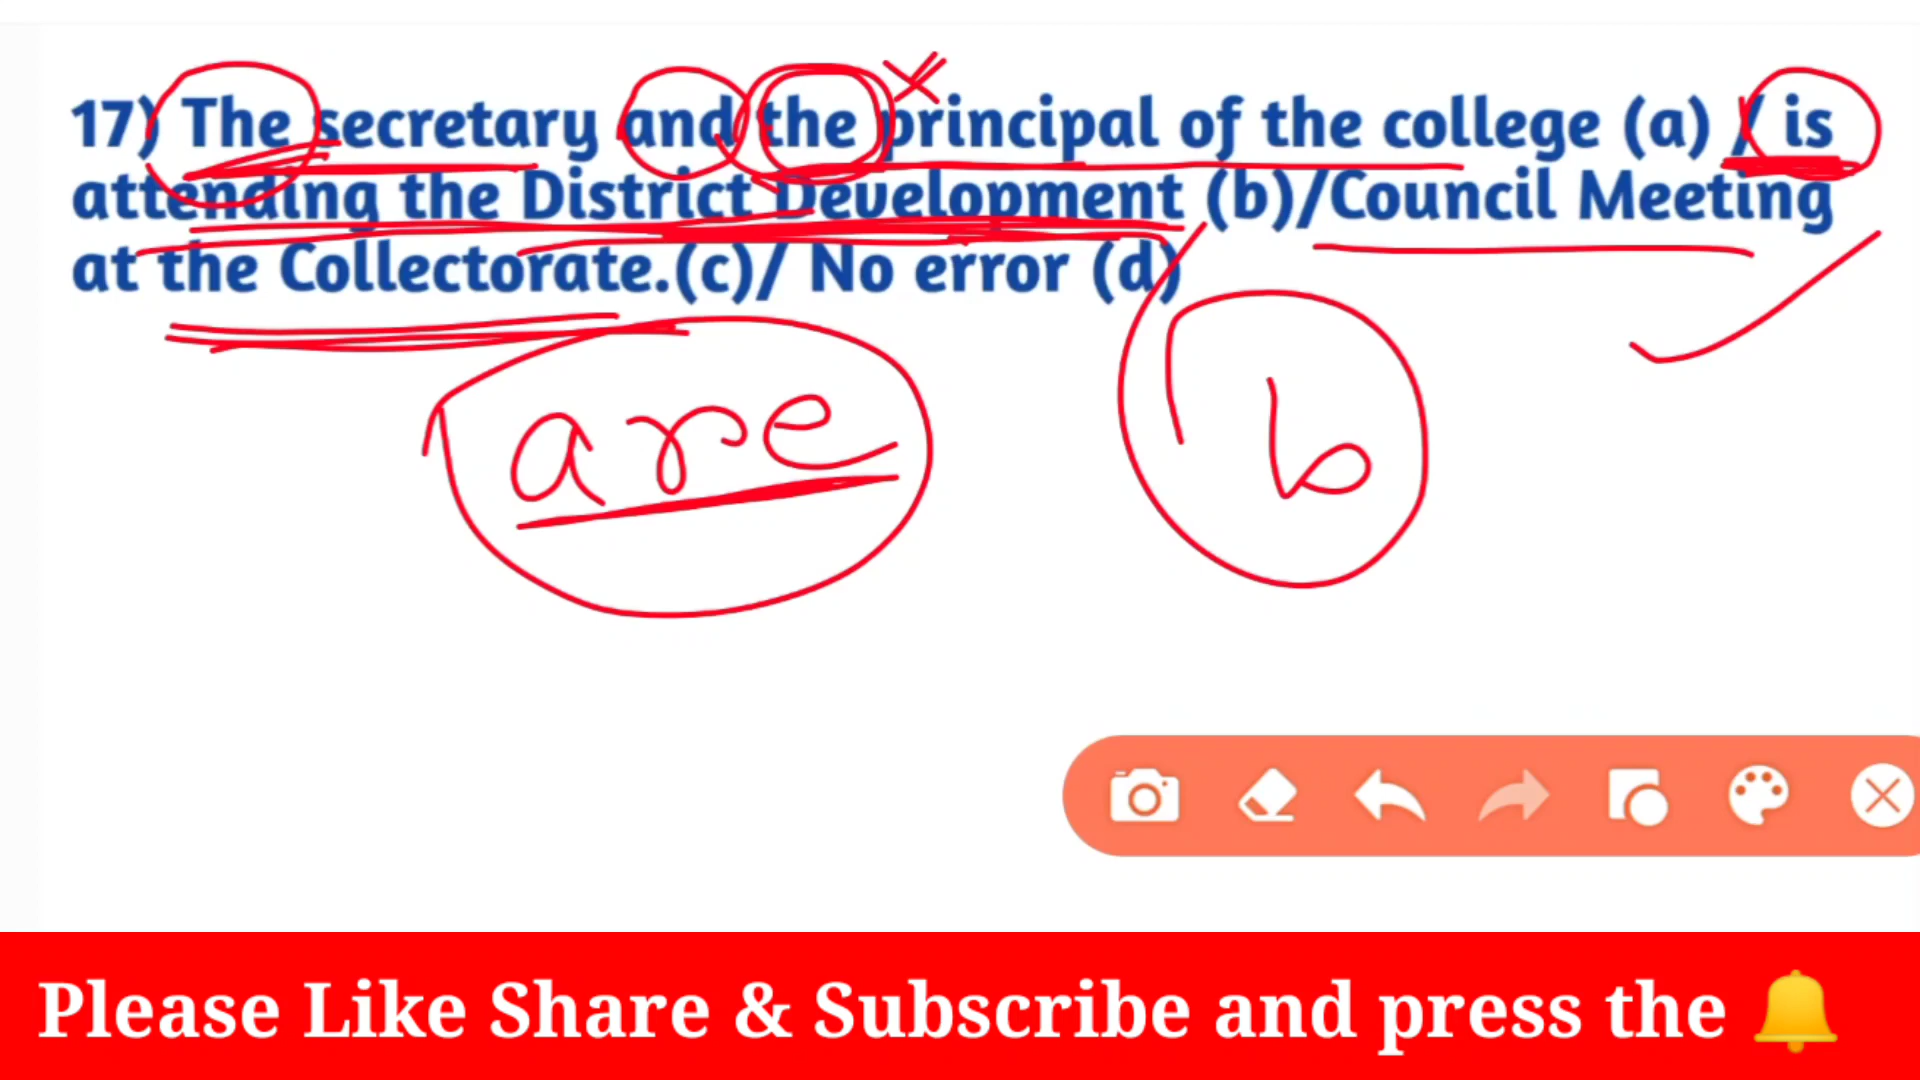 17) The secretary and the principal of the college (a) / is
attending the District Development (b)/Council Meeting
at the Collectorate.(c)/ No error (d)
are
b
Please Like Share & Subscribe and press the